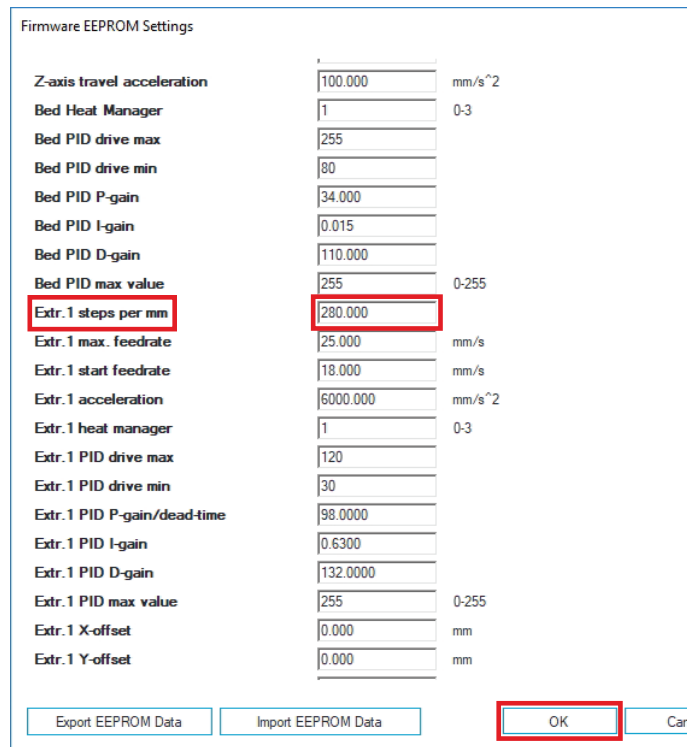 Firmware EEPROM Settings
Z-axis travel acceleration 100.000 mm/s^2
Bed Heat Manager 1 0-3
Bed PID drive max 255
Bed PID drive min 80
Bed PID P-gain 34.000
Bed PID I-gain 0.015
Bed PID D-gain 110.000
Bed PID max value 255 0-255
Extr.1 steps per mm 280.000
Extr.1 max. feedrate 25.000 mm/s
Extr.1 start feedrate 18.000 mm/s
Extr.1 acceleration 6000.000 mm/s^2
Extr.1 heat manager 1 0-3
Extr.1 PID drive max 120
Extr.1 PID drive min 30
Extr.1 PID P-gain/dead-time 98.0000
Extr.1 PID I-gain 0.6300
Extr.1 PID D-gain 132.0000
Extr.1 PID max value 255 0-255
Extr.1 X-offset 0.000 mm
Extr.1 Y-offset 0.000 mm
Export EEPROM Data Import EEPROM Data OK Car